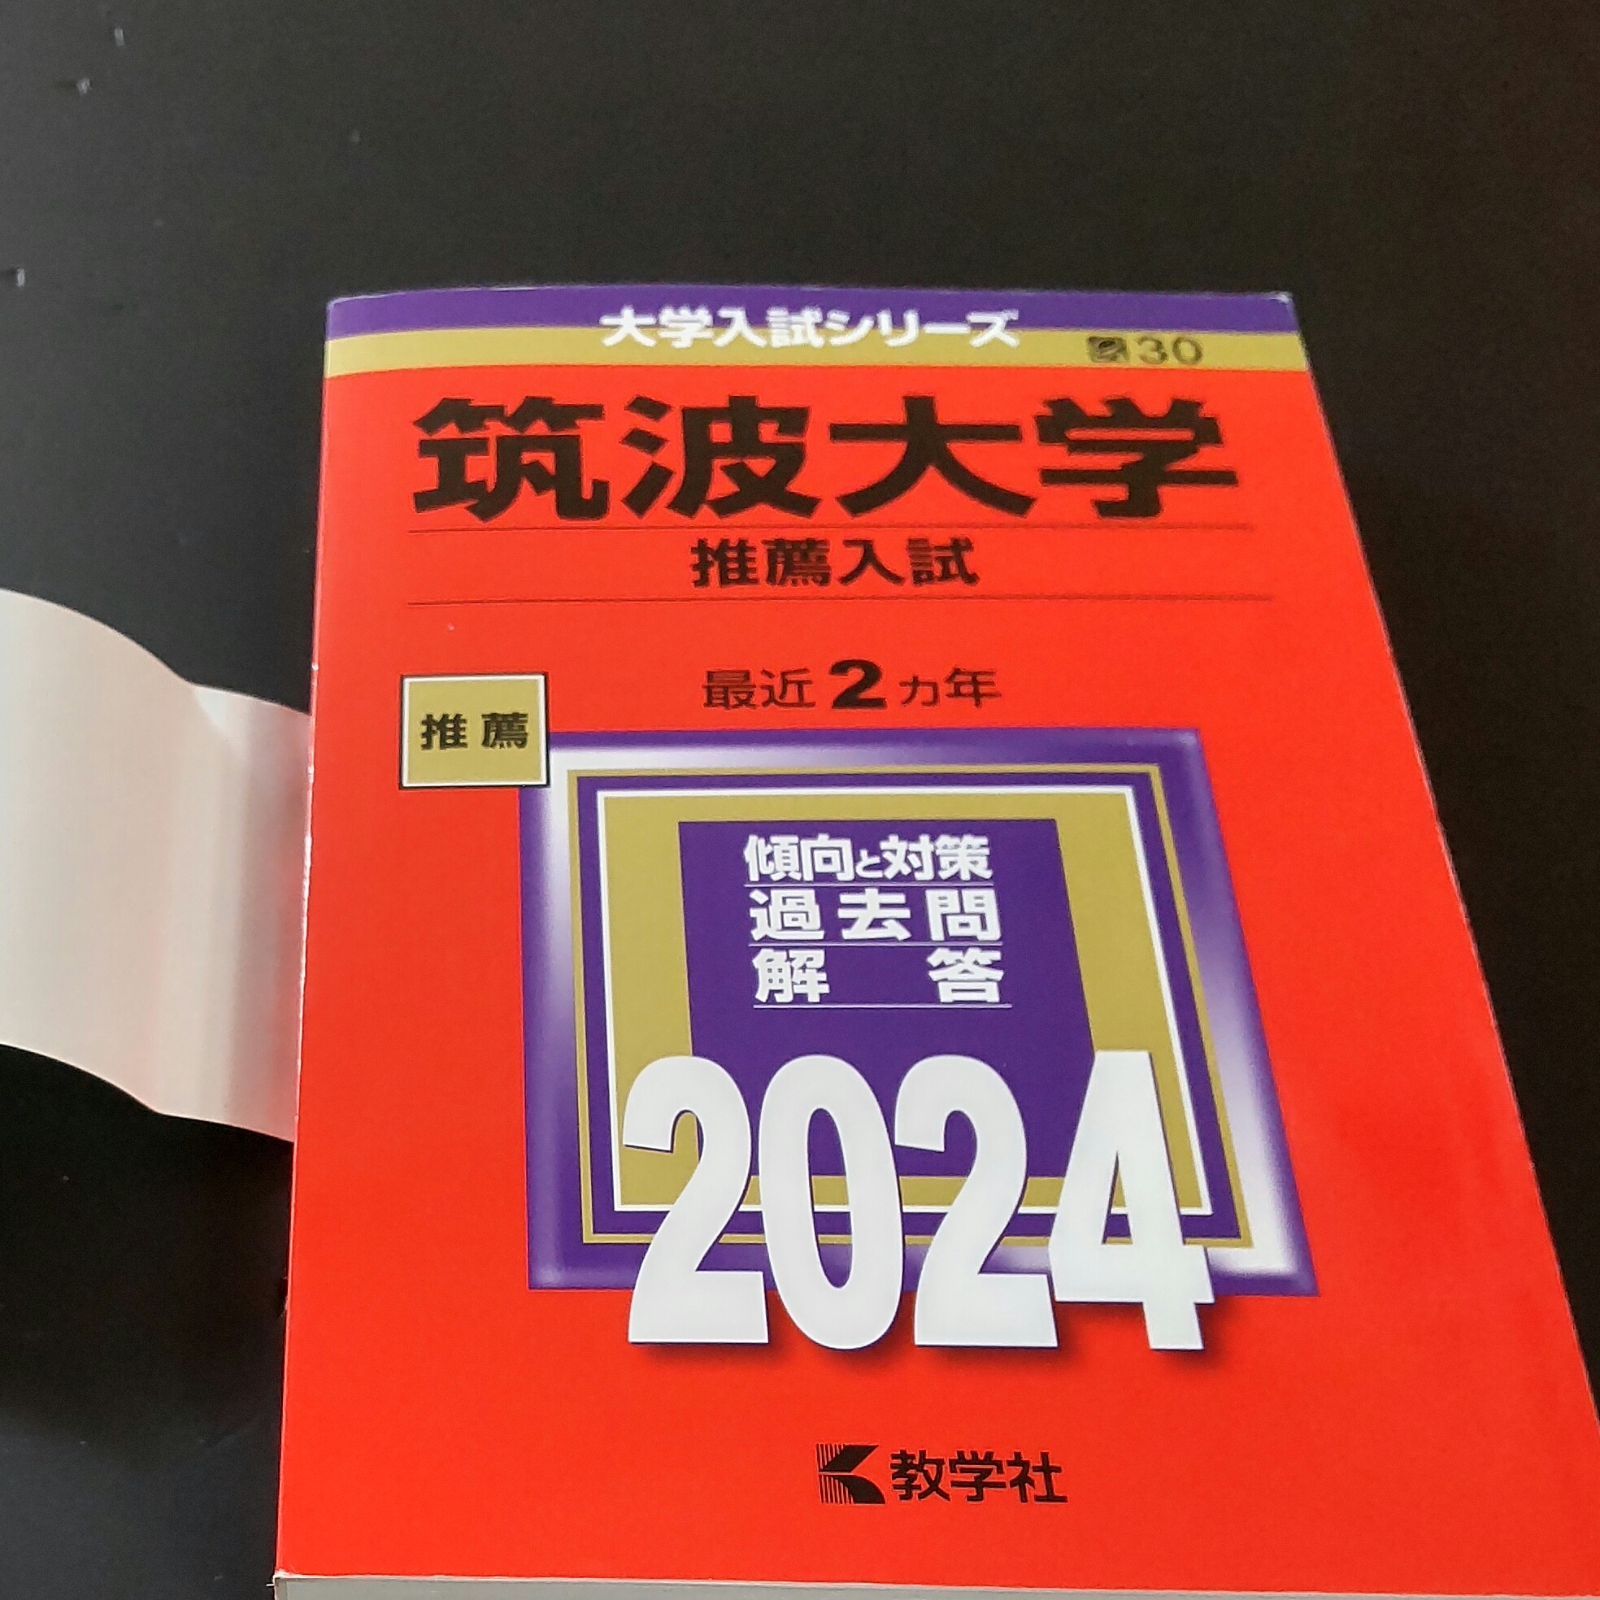 大学入試シリーズ
30
筑波大学
推薦入試
最近2ヵ年
推薦
傾向と対策
過去問
解答
2024
教学社